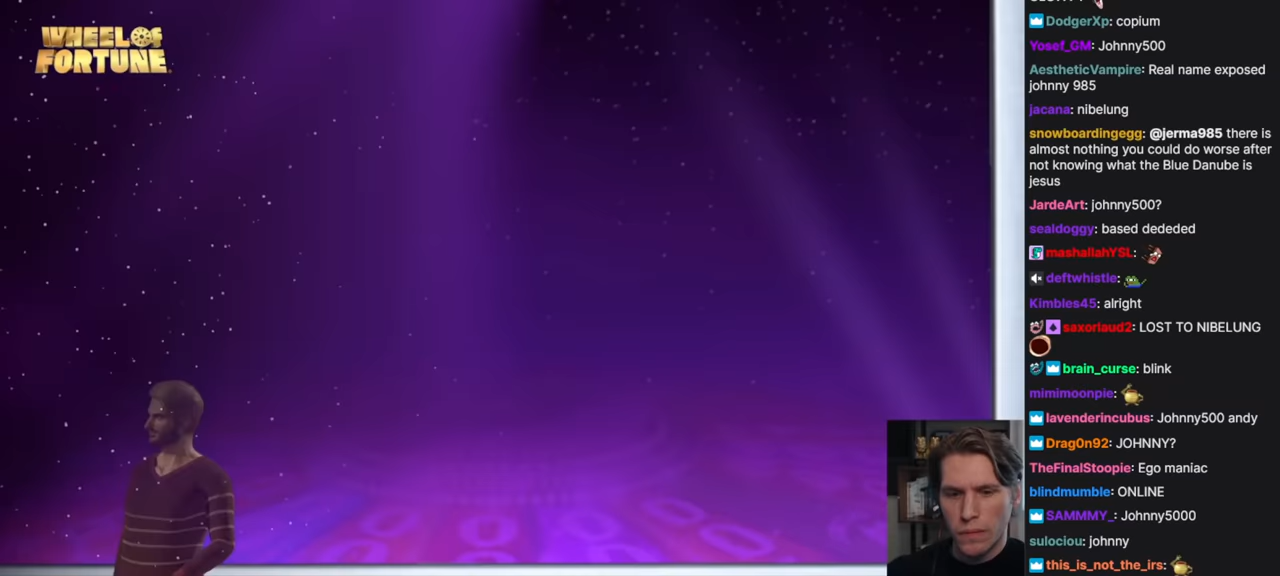 WHEEL OF
FORTUNE
DodgerXp: copium
Yosef_GM: Johnny500
AestheticVampire: Real name exposed
johnny 985
jacana: nibelung
snowboardingegg: @jerma985 there is
almost nothing you could do worse after
not knowing what the Blue Danube is
jesus
JardeArt: johnny500?
sealdoggy: based dededed
mashallahYSL:
deftwhistle:
Kimbles45: alright
saxorlaud2: LOST TO NIBELUNG
brain_curse: blink
mimimoonpie:
lavenderincubus: Johnny500 andy
Drag0n92: JOHNNY?
TheFinalStoopie: Ego maniac
blindmumble: ONLINE
SAMMMY_: Johnny5000
sulociou: johnny
this_is_not_the_irs: